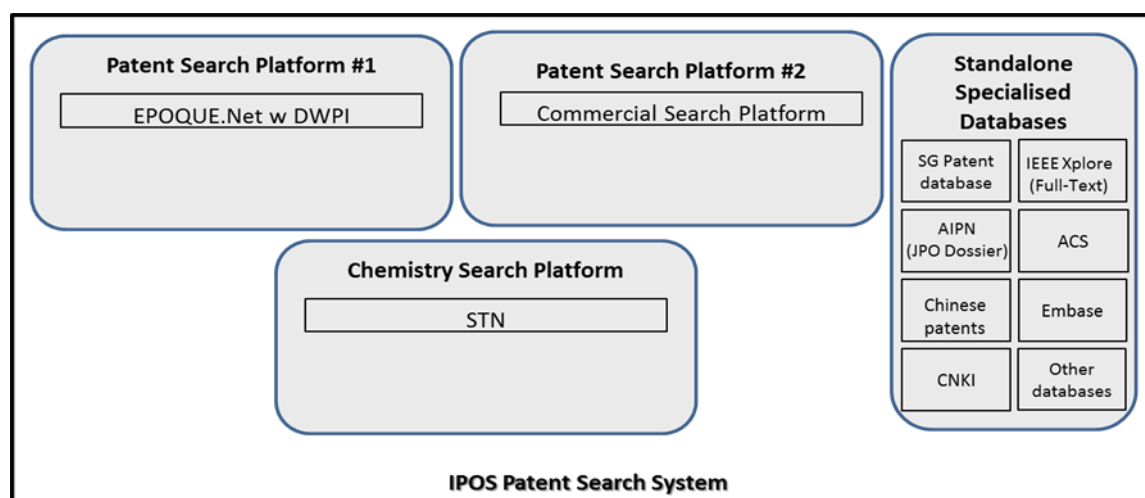 Patent Search Platform #1
EPOQUE.Net w DWPI
Patent Search Platform #2
Commercial Search Platform
Chemistry Search Platform
STN
Standalone
Specialised
Databases
SG Patent
database
IEEE Xplore
(Full-Text)
AIPN
(JPO Dossier)
ACS
Chinese
patents
Embase
CNKI
Other
databases
IPOS Patent Search System